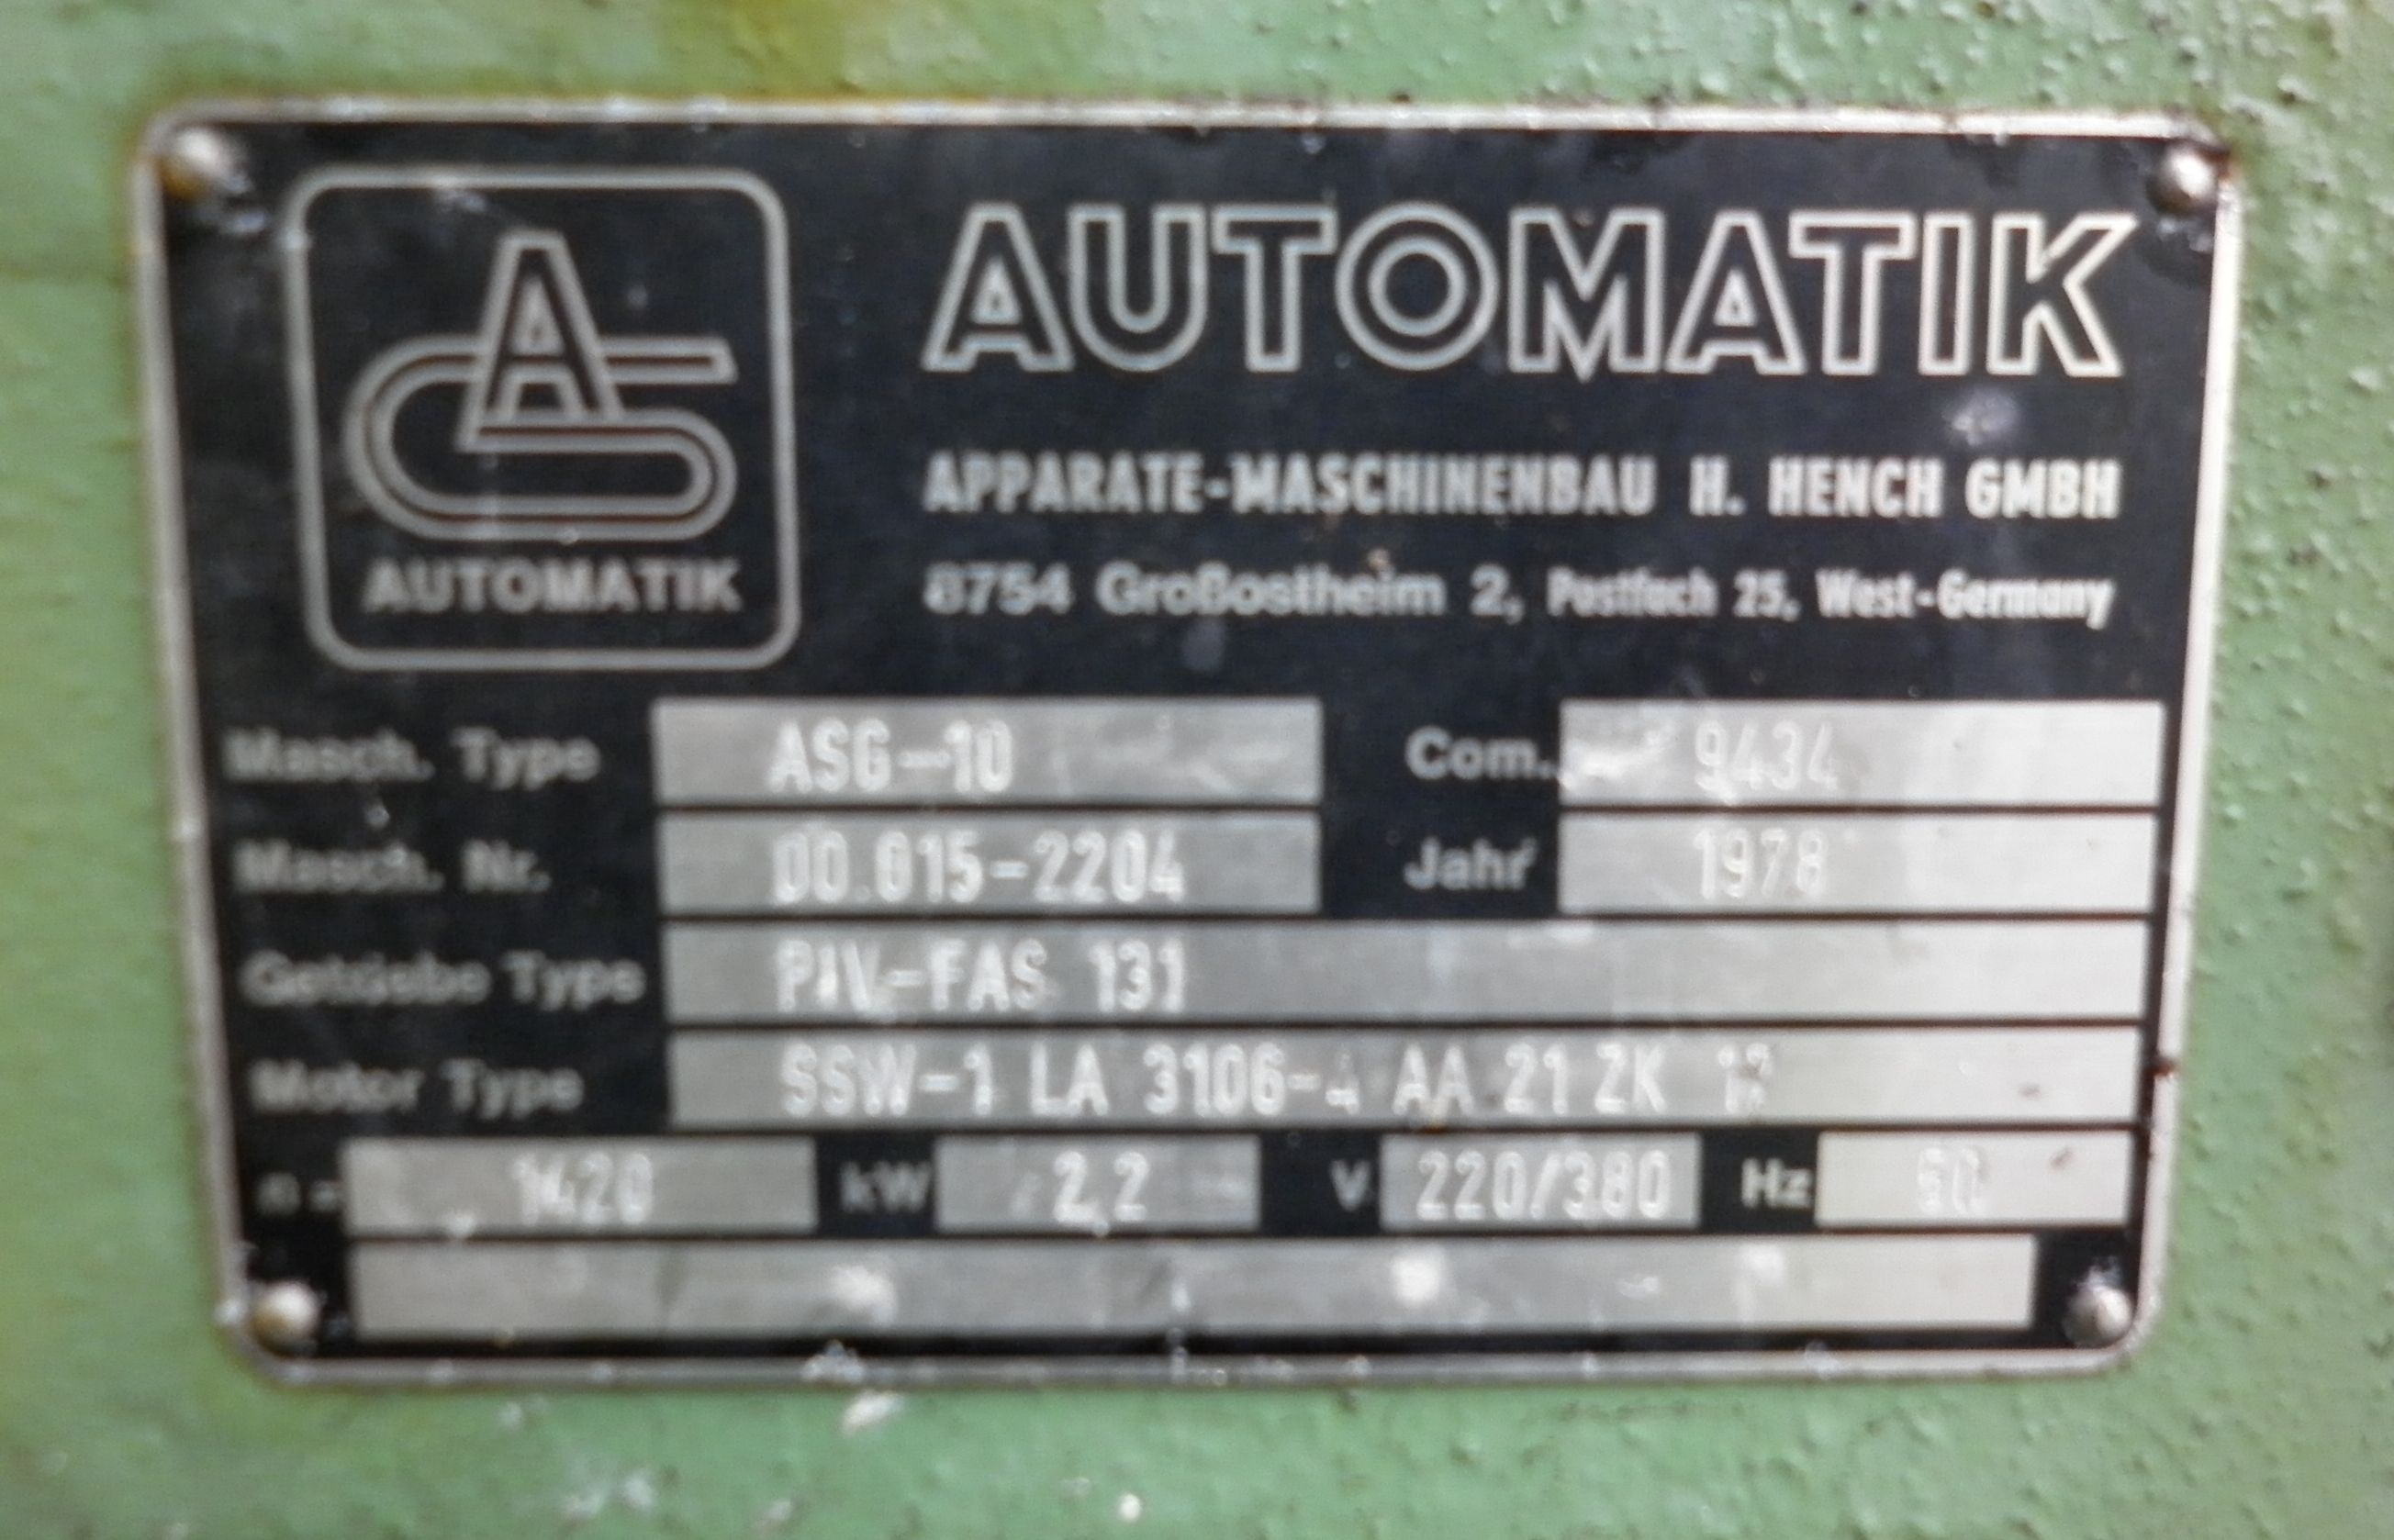 AUTOMATIK
AUTOMATIK
APPARATE-MASCHINENBAU H. HENCH GMBH
8754 Großostheim 2, Postfach 25, West-Germany
Masch. Type ASG-10 Com. 9434
Masch. Nr. 00.015-2204 Jahr 1978
Getriebe Type PIV-FAS 131
Motor Type SSW-1 LA 3106-4 AA 21 ZK
n = 1420 kW 2,2 V 220/380 Hz